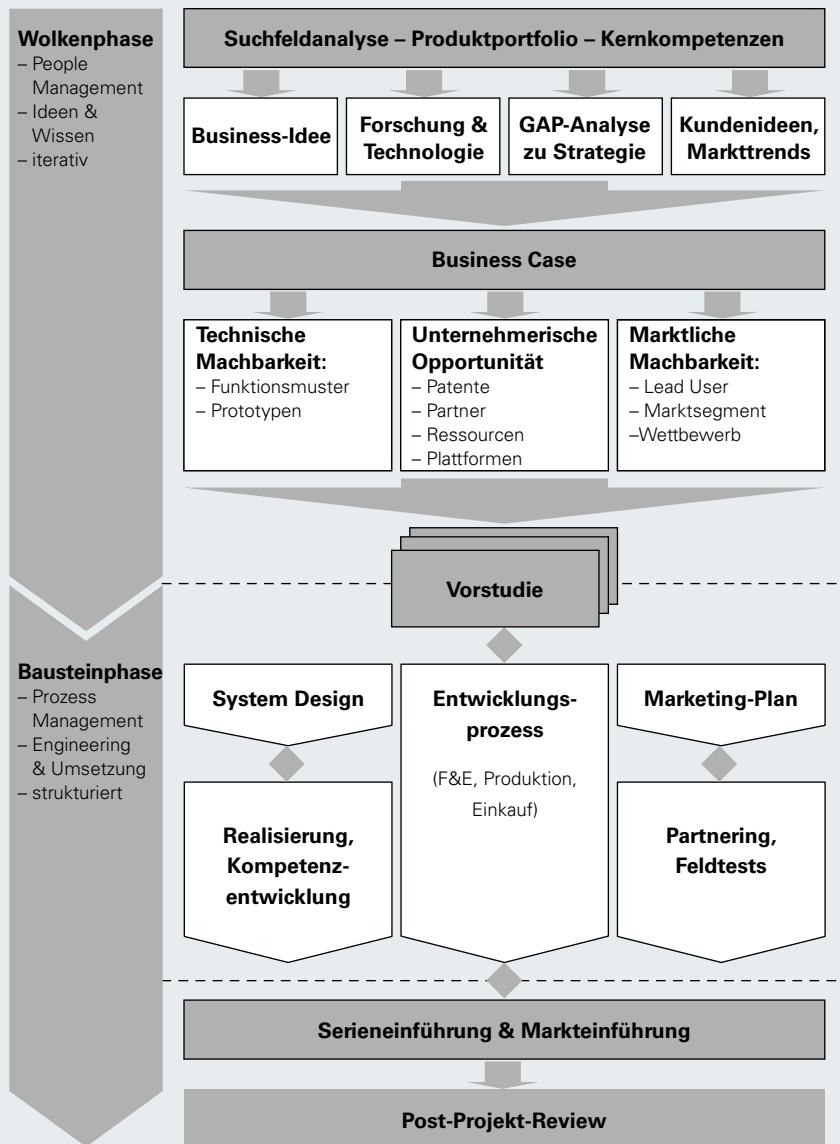 Wolkenphase
– People
Management
– Ideen &
Wissen
– iterativ
Suchfeldanalyse – Produktportfolio – Kernkompetenzen
Business-Idee
Forschung &
Technologie
GAP-Analyse
zu Strategie
Kundenideen,
Markttrends
Business Case
Technische
Machbarkeit:
– Funktionsmuster
– Prototypen
Unternehmerische
Opportunität
– Patente
– Partner
– Ressourcen
– Plattformen
Marktliche
Machbarkeit:
– Lead User
– Marktsegment
–Wettbewerb
Vorstudie
Bausteinphase
– Prozess
Management
– Engineering
& Umsetzung
– strukturiert
System Design
Realisierung,
Kompetenz-
entwicklung
Entwicklungs-
prozess
(F&E, Produktion,
Einkauf)
Marketing-Plan
Partnering,
Feldtests
Serieneinführung & Markteinführung
Post-Projekt-Review